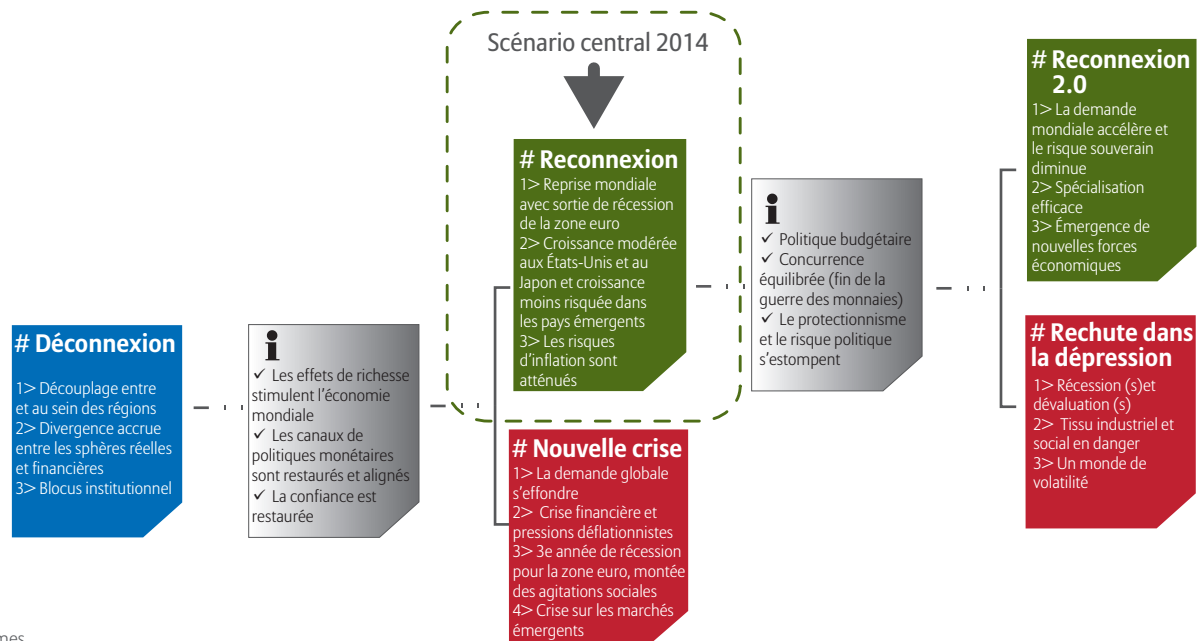 Scénario central 2014
# Déconnexion
1> Découplage entre
et au sein des régions
2> Divergence accrue
entre les sphères réelles
et financières
3> Blocus institutionnel
i
✓ Les effets de richesse
stimulent l'économie
mondiale
✓ Les canaux de
politiques monétaires
sont restaurés et alignés
✓ La confiance est
restaurée
# Reconnexion
1> Reprise mondiale
avec sortie de récession
de la zone euro
2> Croissance modérée
aux États-Unis et au
Japon et croissance
moins risquée dans
les pays émergents
3> Les risques
d'inflation sont
atténués
# Nouvelle crise
1> La demande globale
s'effondre
2> Crise financière et
pressions déflationnistes
3> 3e année de récession
pour la zone euro, montée
des agitations sociales
4> Crise sur les marchés
émergents
i
✓ Politique budgétaire
✓ Concurrence
équilibrée (fin de la
guerre des monnaies)
✓ Le protectionnisme
et le risque politique
s'estompent
# Reconnexion
2.0
1> La demande
mondiale accélère et
le risque souverain
diminue
2> Spécialisation
efficace
3> Émergence de
nouvelles forces
économiques
# Rechute dans
la dépression
1> Récession (s)et
dévaluation (s)
2> Tissu industriel et
social en danger
3> Un monde de
volatilité